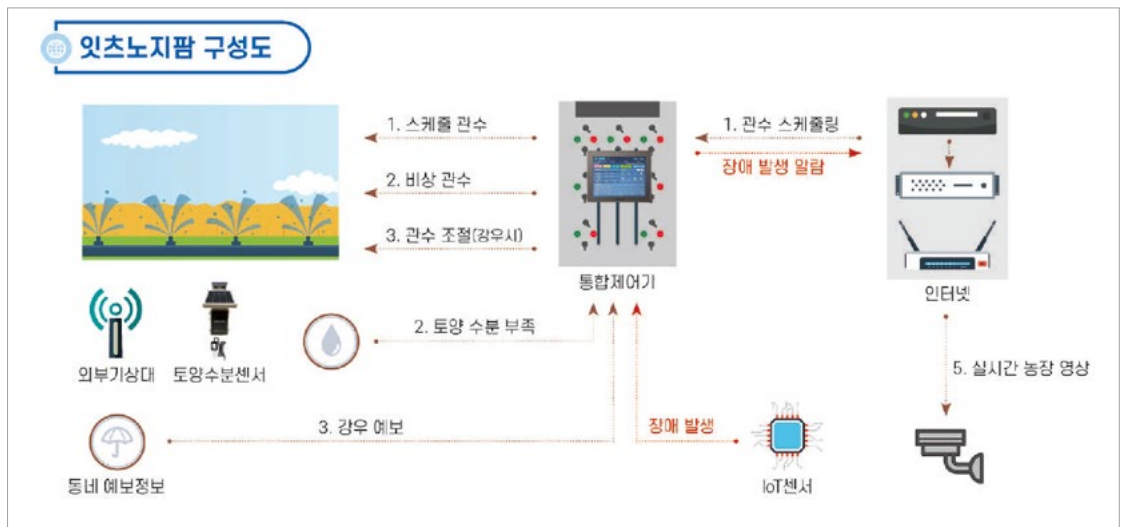 잇츠노지팜 구성도
1. 스케줄 관수
2. 비상 관수
3. 관수 조절(강우시)
통합제어기
1. 관수 스케줄링
장애 발생 알람
인터넷
외부기상대
토양수분센서
2. 토양 수분 부족
5. 실시간 농장 영상
3. 강우 예보
동네 예보정보
장애 발생
IoT센서